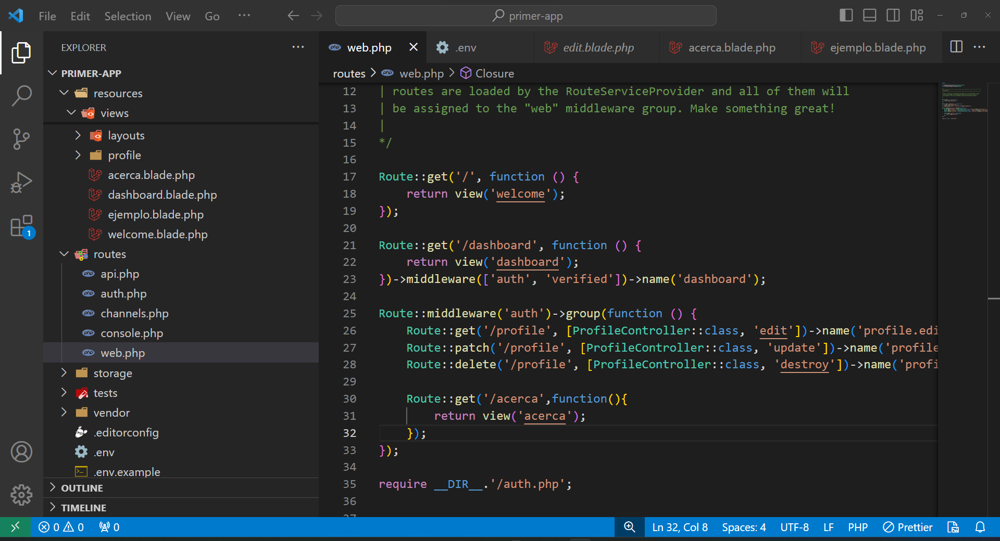 File Edit Selection View Go ··· primer-app
EXPLORER ···
PRIMER-APP
resources
views
layouts
profile
acerca.blade.php
dashboard.blade.php
ejemplo.blade.php
welcome.blade.php
routes
api.php
auth.php
channels.php
console.php
web.php
storage
tests
vendor
.editorconfig
.env
.env.example
OUTLINE
TIMELINE
1
web.php .env edit.blade.php acerca.blade.php ejemplo.blade.php ···
routes > web.php > Closure
12 | routes are loaded by the RouteServiceProvider and all of them will
13 | be assigned to the "web" middleware group. Make something great!
14 |
15 */
16
17 Route::get('/', function () {
18     return view('welcome');
19 });
20
21 Route::get('/dashboard', function () {
22     return view('dashboard');
23 })->middleware(['auth', 'verified'])->name('dashboard');
24
25 Route::middleware('auth')->group(function () {
26     Route::get('/profile', [ProfileController::class, 'edit'])->name('profile.edi
27     Route::patch('/profile', [ProfileController::class, 'update'])->name('profile
28     Route::delete('/profile', [ProfileController::class, 'destroy'])->name('profi
29
30     Route::get('/acerca',function(){
31         return view('acerca');
32     });
33 });
34
35 require __DIR__.'/auth.php';
36
0 0 0 Ln 32, Col 8 Spaces: 4 UTF-8 LF PHP Prettier